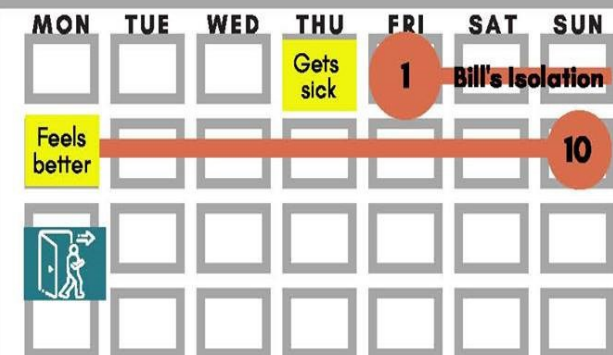 MON TUE WED THU FRI SAT SUN
Gets
sick
1
Bill's Isolation
Feels
better
10